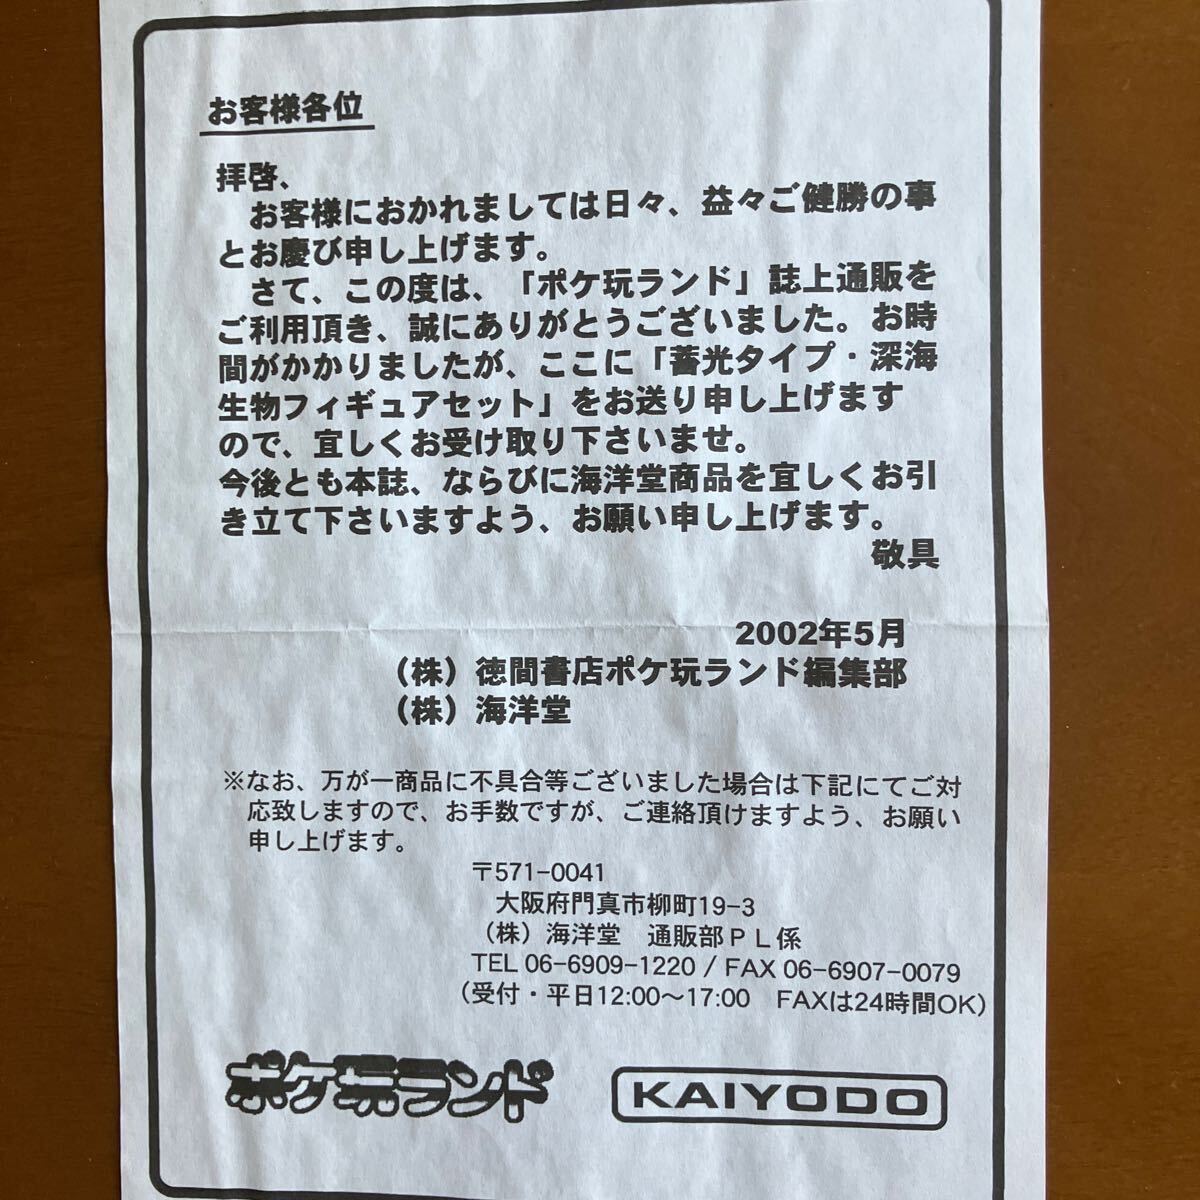 お客様各位
拝啓、
お客様におかれましては日々、益々ご健勝の事
とお慶び申し上げます。
さて、この度は、「ポケ玩ランド」誌上通販を
ご利用頂き、誠にありがとうございました。お時
間がかかりましたが、ここに「蓄光タイプ・深海
生物フィギュアセット」をお送り申し上げます
ので、宜しくお受け取り下さいませ。
今後とも本誌、ならびに海洋堂商品を宜しくお引
き立て下さいますよう、お願い申し上げます。
敬具
2002年5月
（株）徳間書店ポケ玩ランド編集部
（株）海洋堂
※なお、万が一商品に不具合等ございました場合は下記にてご対
応致しますので、お手数ですが、ご連絡頂けますよう、お願い
申し上げます。
〒571-0041
大阪府門真市柳町19-3
（株）海洋堂　通販部ＰＬ係
TEL 06-6909-1220 / FAX 06-6907-0079
（受付・平日12:00～17:00　FAXは24時間OK）
ポケ玩ランド
KAIYODO